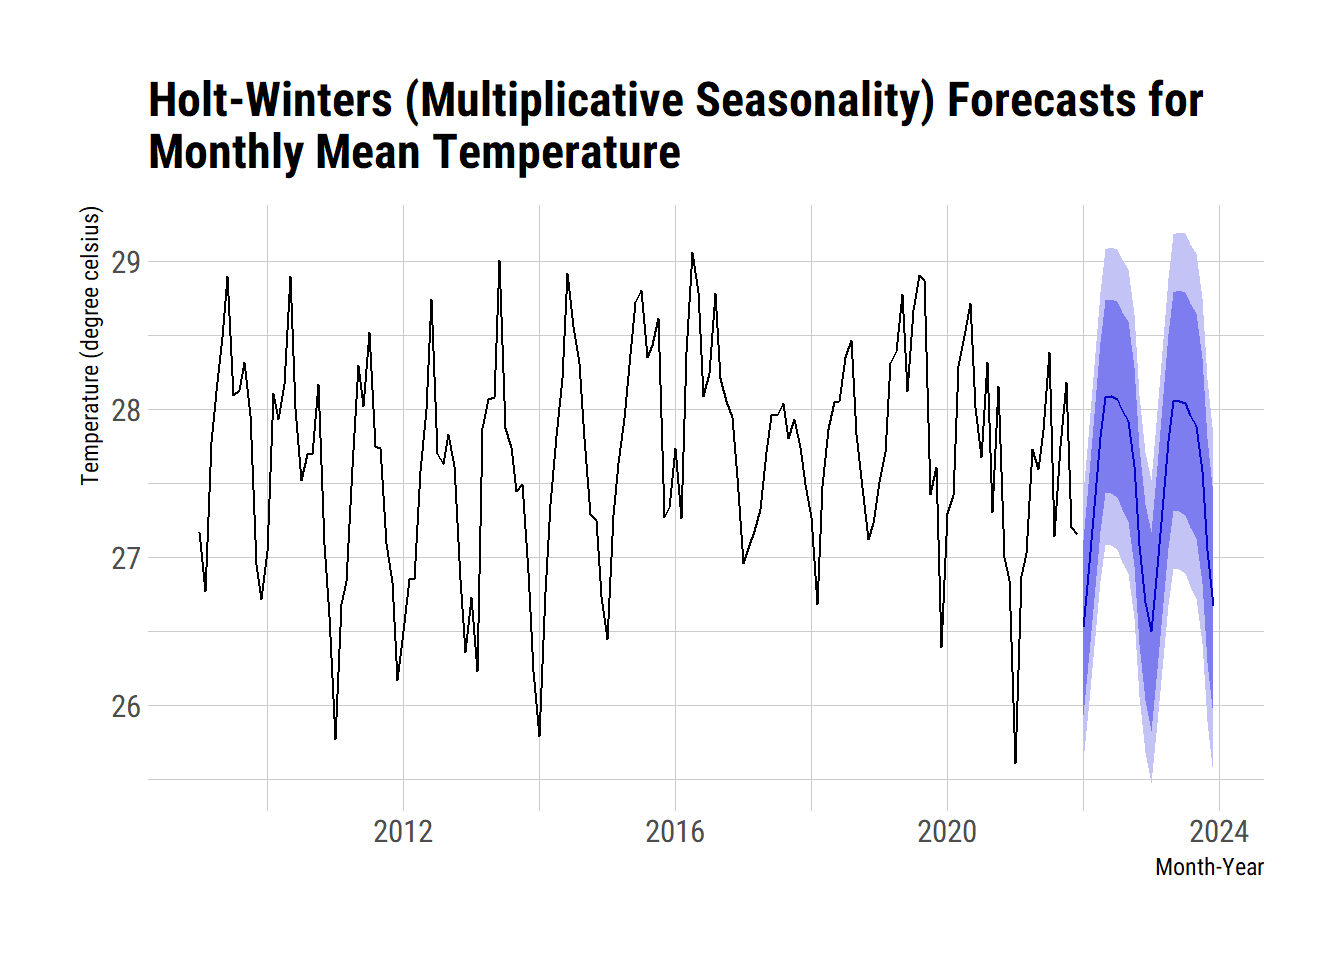 Holt-Winters (Multiplicative Seasonality) Forecasts for
Monthly Mean Temperature
Temperature (degree celsius)
29
28
27
26
2012
2016
2020
2024
Month-Year